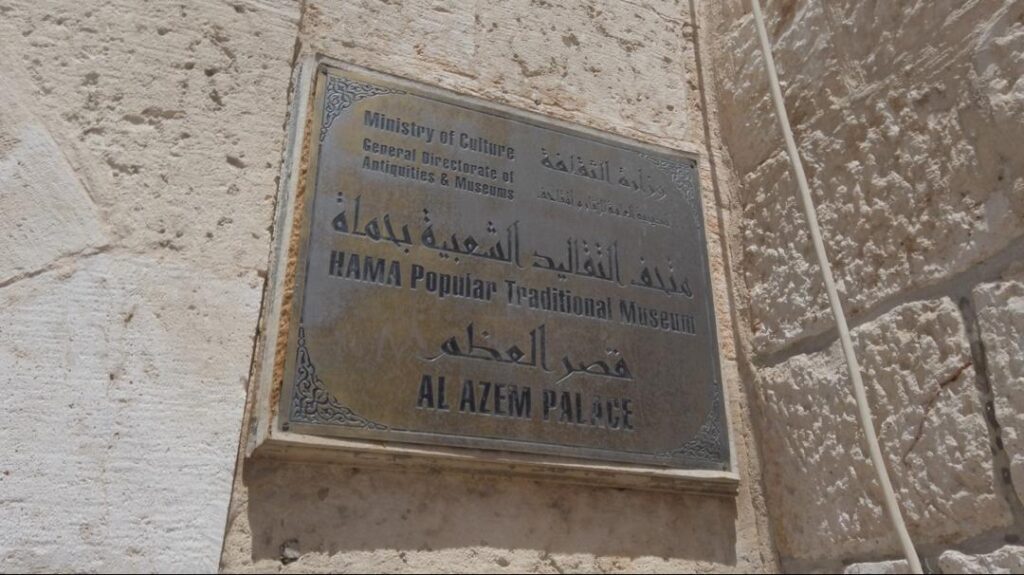 Ministry of Culture
General Directorate of
Antiquities & Museums
وزارة الثقافة
متحف التقاليد الشعبية بحماة
HAMA Popular Traditional Museum
قصر العظم
AL AZEM PALACE